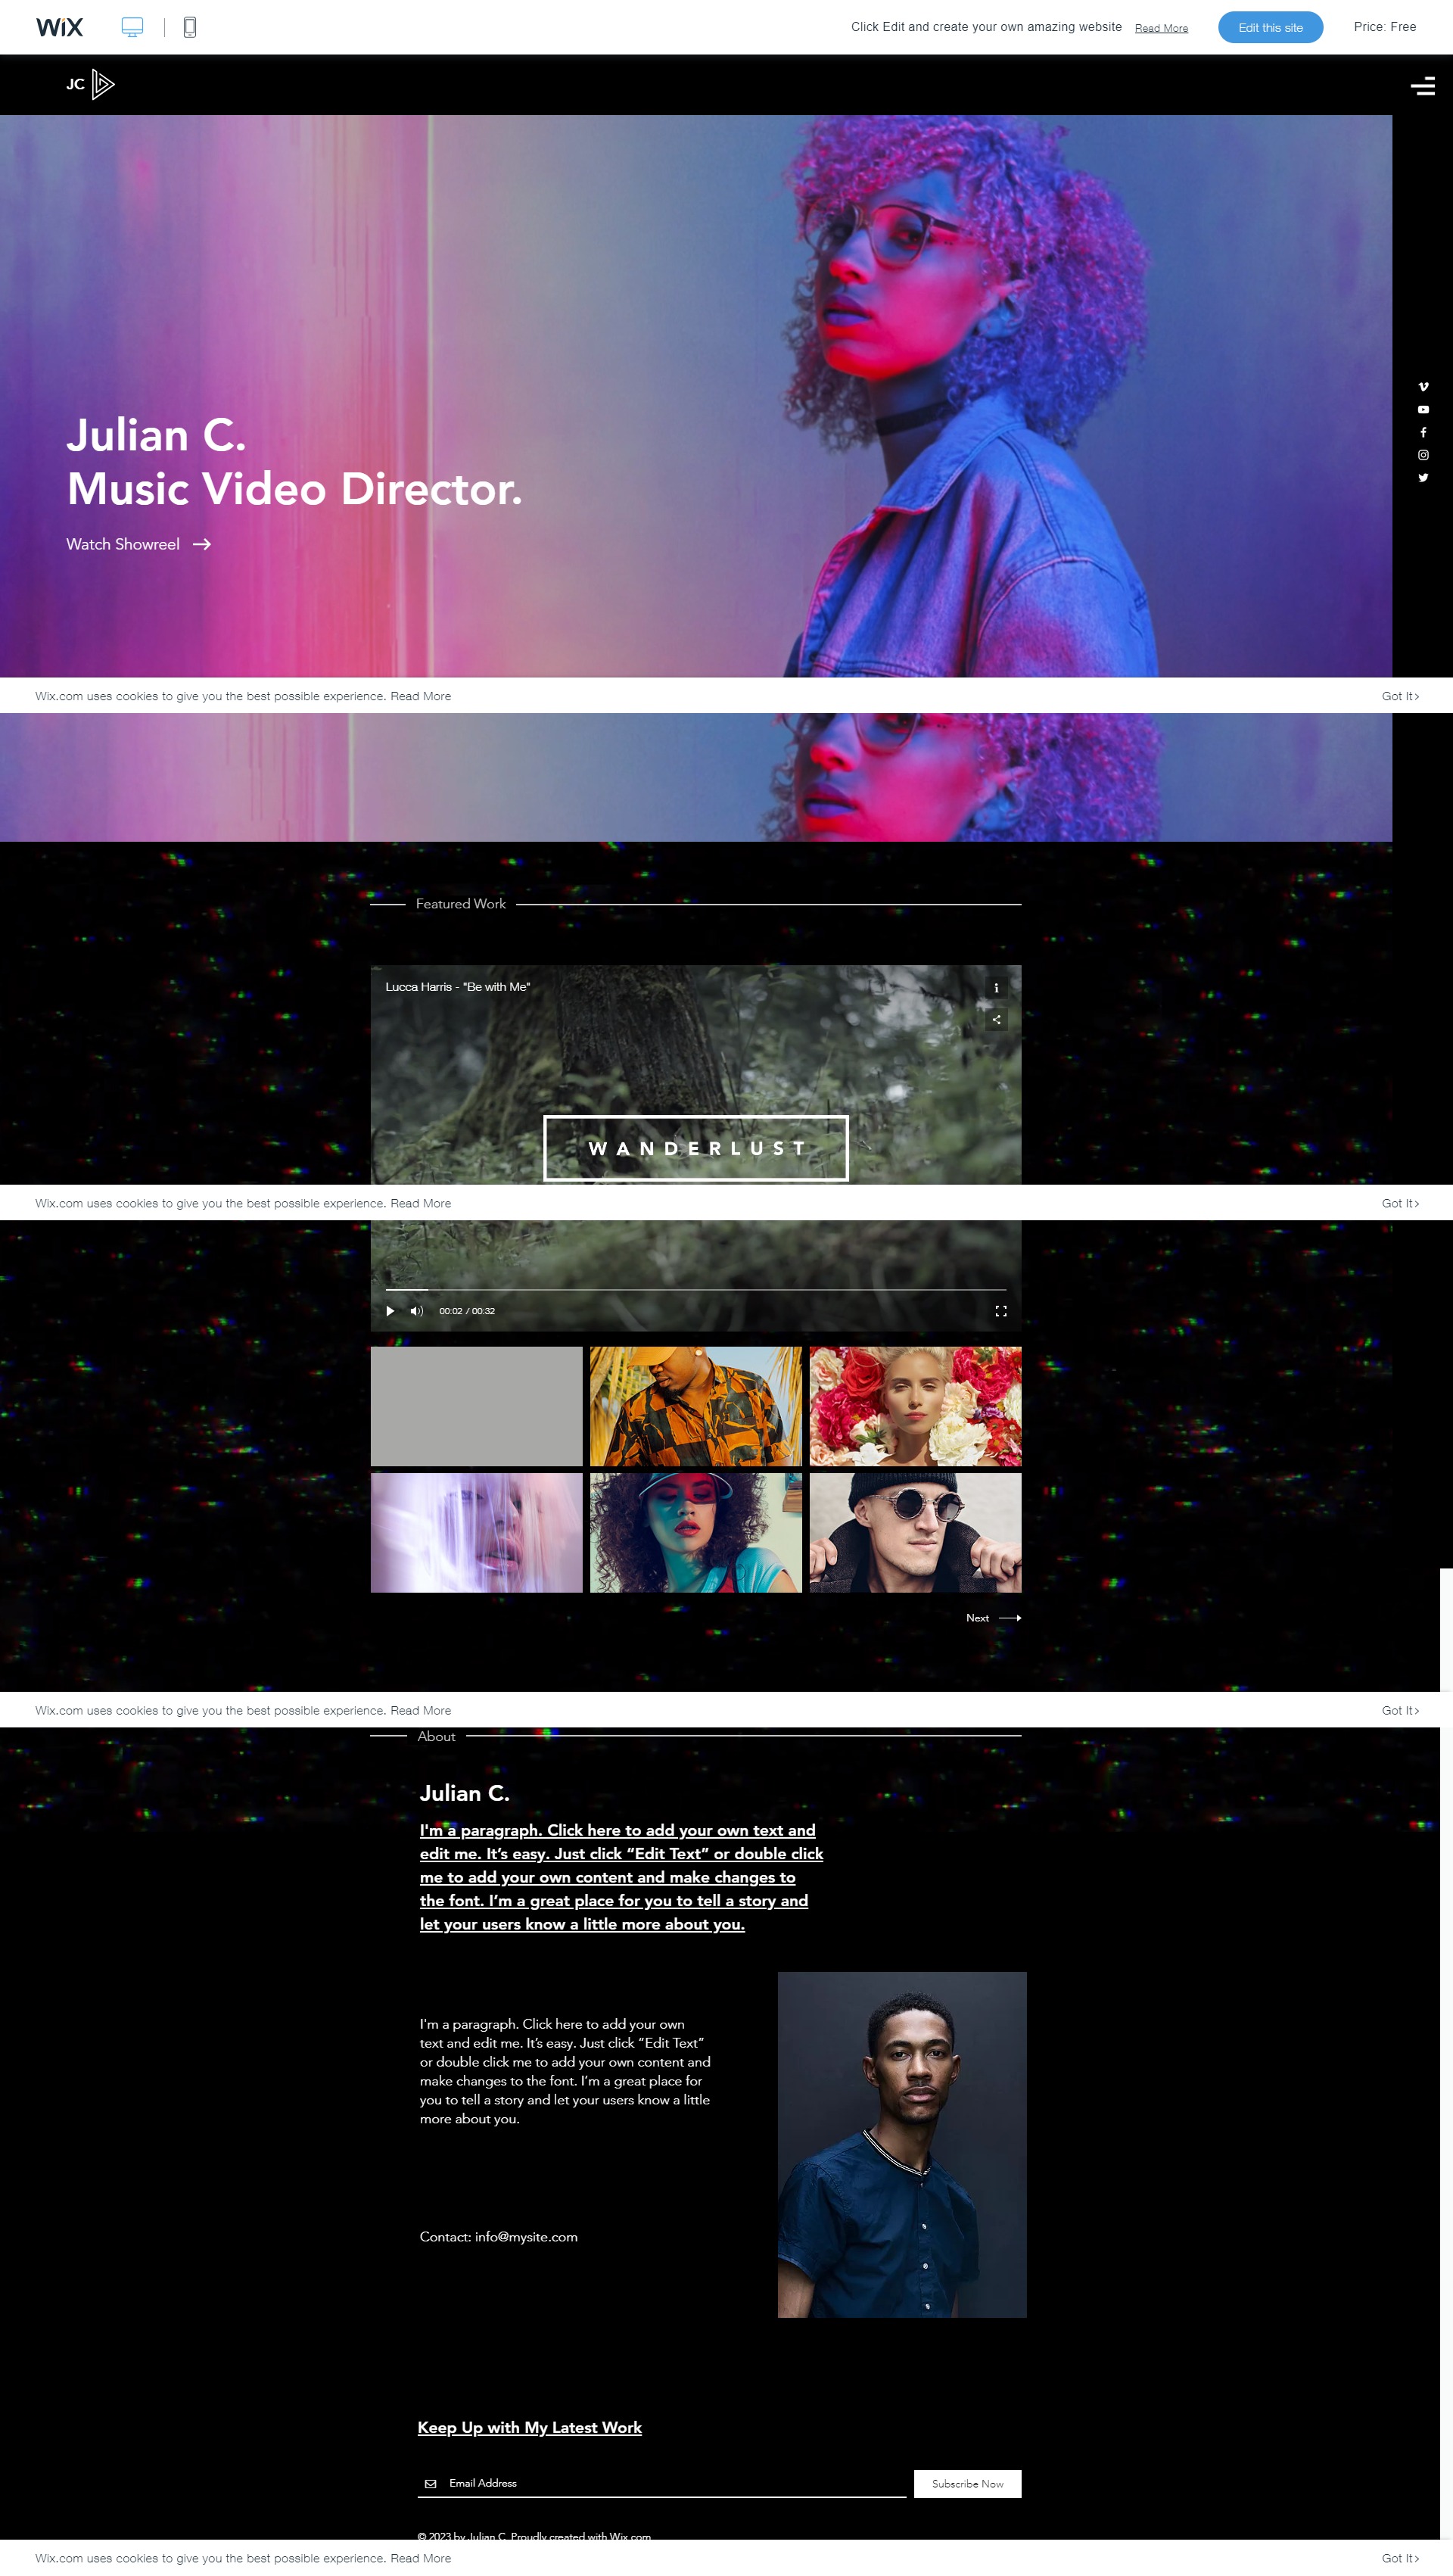 WiX
Click Edit and create your own amazing website Read More Edit this site Price: Free
JC
Julian C.
Music Video Director.
Watch Showreel
Wix.com uses cookies to give you the best possible experience. Read More Got It>
Featured Work
Lucca Harris - "Be with Me"
WANDERLUST
Wix.com uses cookies to give you the best possible experience. Read More Got It>
00:02 / 00:32
Next
Wix.com uses cookies to give you the best possible experience. Read More Got It>
About
Julian C.
I'm a paragraph. Click here to add your own text and
edit me. It’s easy. Just click “Edit Text” or double click
me to add your own content and make changes to
the font. I’m a great place for you to tell a story and
let your users know a little more about you.
I'm a paragraph. Click here to add your own
text and edit me. It’s easy. Just click “Edit Text”
or double click me to add your own content and
make changes to the font. I’m a great place for
you to tell a story and let your users know a little
more about you.
Contact: info@mysite.com
Keep Up with My Latest Work
Email Address Subscribe Now
© 2023 by Julian C. Proudly created with Wix.com
Wix.com uses cookies to give you the best possible experience. Read More Got It>